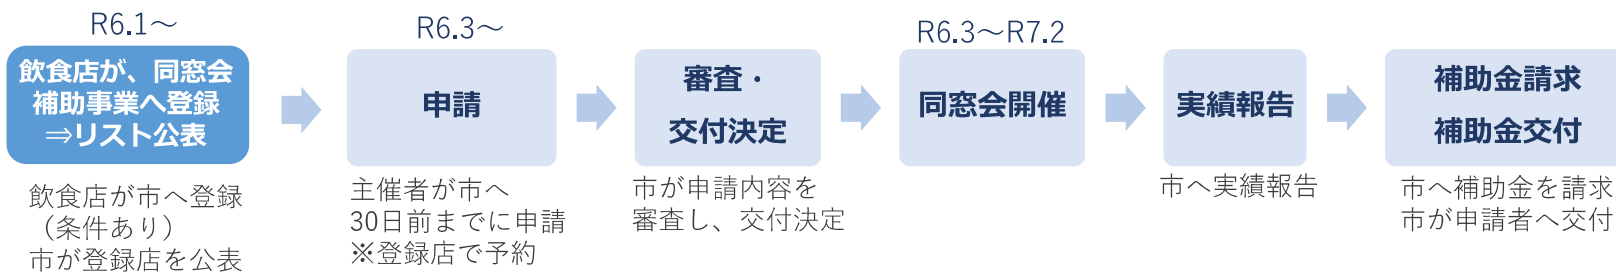 R6.1～
飲食店が、同窓会
補助事業へ登録
⇒リスト公表
飲食店が市へ登録
（条件あり）
市が登録店を公表
R6.3～
申請
主催者が市へ
30日前までに申請
※登録店で予約
審査・
交付決定
市が申請内容を
審査し、交付決定
R6.3～R7.2
同窓会開催
実績報告
市へ実績報告
補助金請求
補助金交付
市へ補助金を請求
市が申請者へ交付